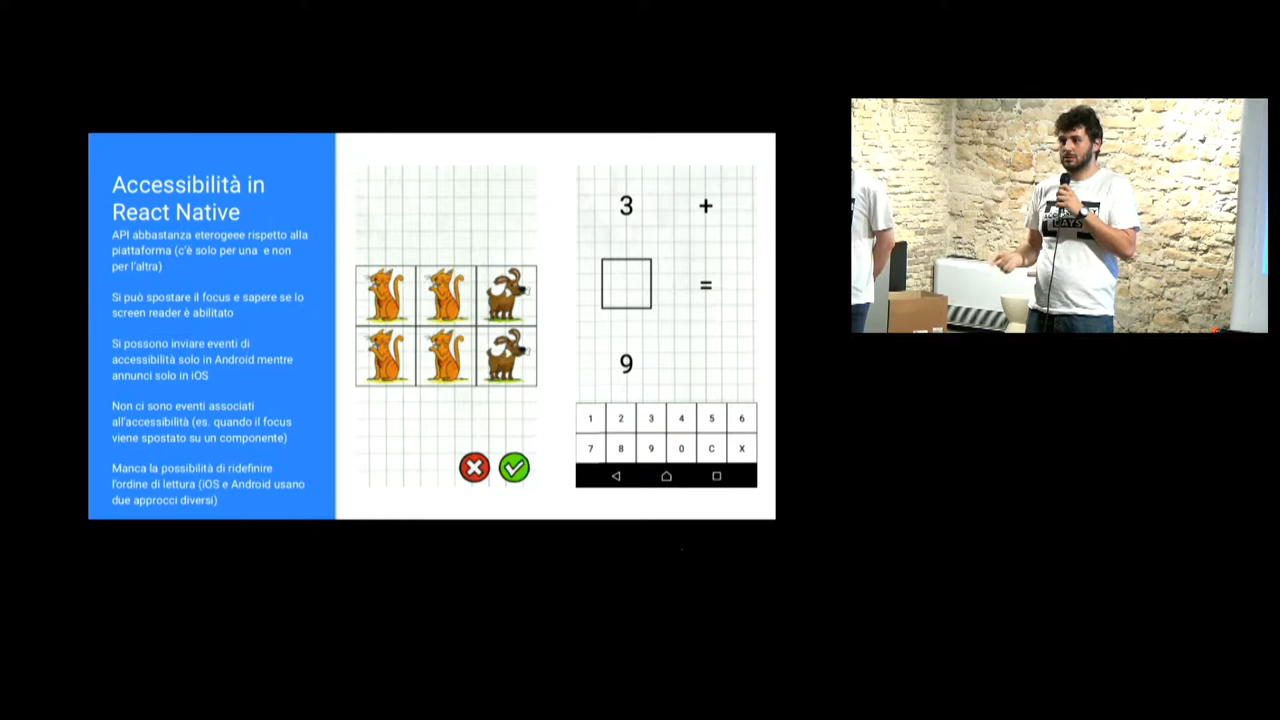 Accessibilità in
React Native
API abbastanza eterogeee rispetto alla
piattaforma (c'è solo per una e non
per l'altra)
Si può spostare il focus e sapere se lo
screen reader è abilitato
Si possono inviare eventi di
accessibilità solo in Android mentre
annunci solo in iOS
Non ci sono eventi associati
all'accessibilità (es. quando il focus
viene spostato su un componente)
Manca la possibilità di ridefinire
l'ordine di lettura (iOS e Android usano
due approcci diversi)
3 +
=
9
1 2 3 4 5 6
7 8 9 0 C X
DAYS